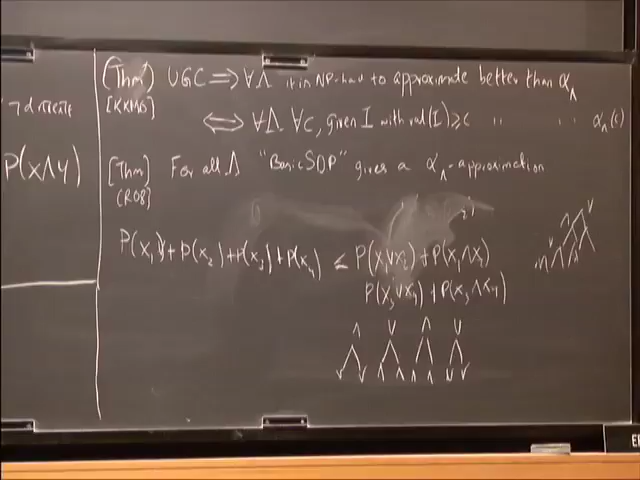 P(x∧y)
(Thm) UGC ⟹ ∀Λ it is NP-hard to approximate better than α_Λ
[KKMO]
⟺ ∀Λ ∀c, given I with val(I) ≥ c " " α_Λ(c)
[Thm] For all Λ "Basic SDP" gives a α_Λ-approximation
(R08)
P(x₁)+P(x₂)+P(x₃)+P(x₄) ≤ P(x₁∨x₂)+P(x₁∧x₂)
P(x₃∨x₄)+P(x₃∧x₄)
∧ ∨ ∧ ∨